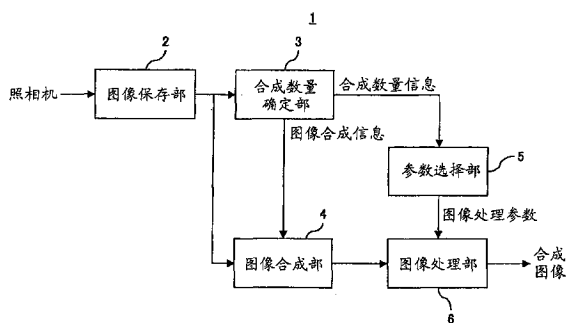 1
2
3
照相机
图像保存部
合成数量
确定部
合成数量信息
图像合成信息
参数选择部
5
图像处理参数
4
图像合成部
图像处理部
合成
图像
6